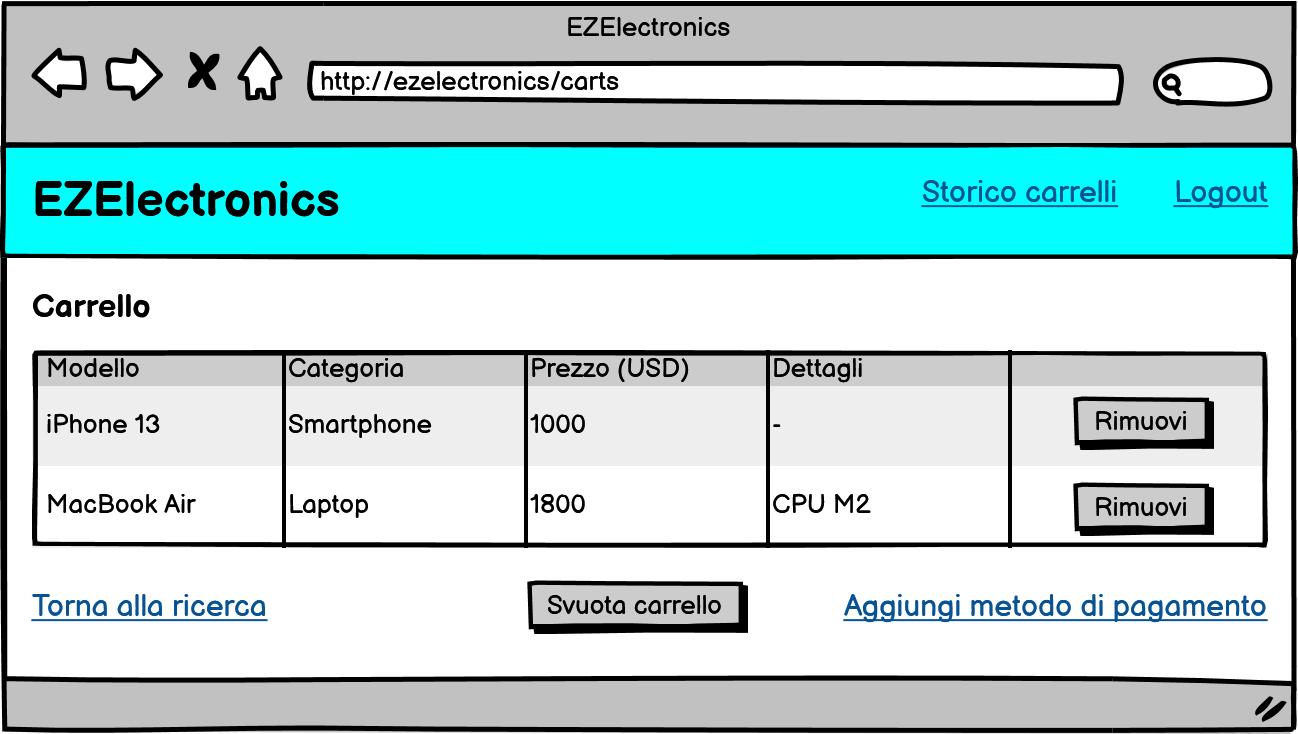 EZElectronics
http://ezelectronics/carts
EZElectronics
Storico carrelli Logout
Carrello
Modello Categoria Prezzo (USD) Dettagli
iPhone 13 Smartphone 1000 - Rimuovi
MacBook Air Laptop 1800 CPU M2 Rimuovi
Torna alla ricerca Svuota carrello Aggiungi metodo di pagamento